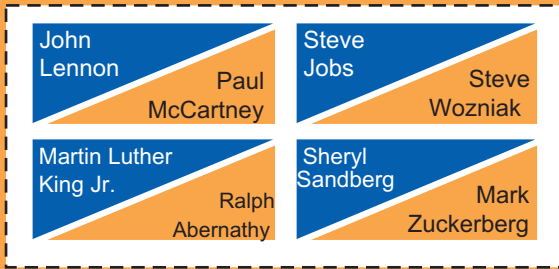 John
Lennon
Paul
McCartney
Steve
Jobs
Steve
Wozniak
Martin Luther
King Jr.
Ralph
Abernathy
Sheryl
Sandberg
Mark
Zuckerberg